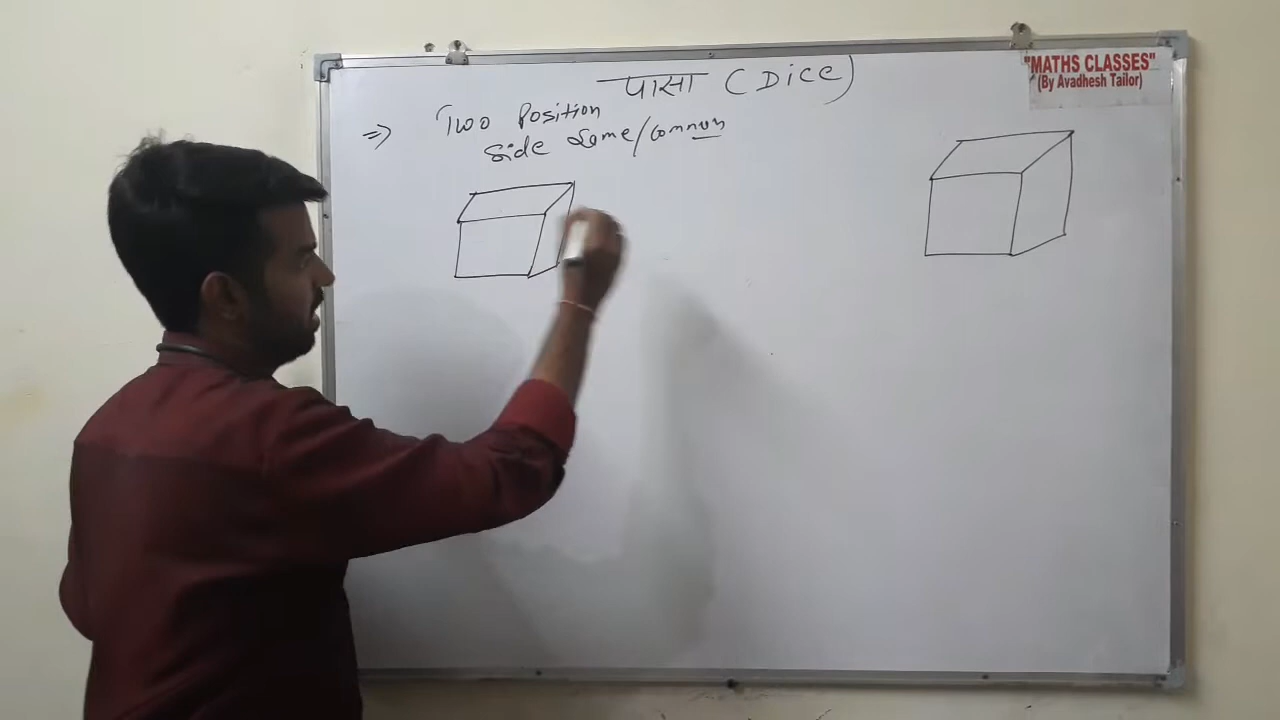 पासा (Dice)
"MATHS CLASSES"
(By Avadhesh Tailor)
=> Two Position
Side Same/Common